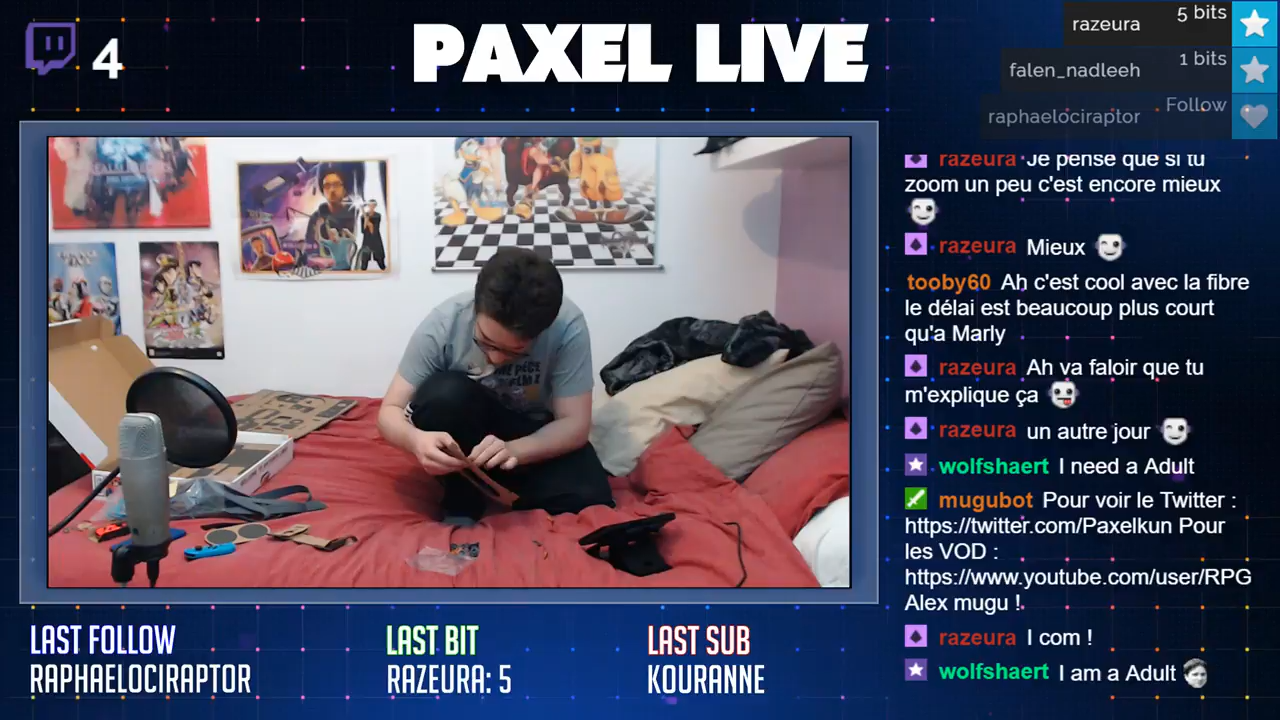 4
PAXEL LIVE
razeura 5 bits
falen_nadleeh 1 bits
raphaelociraptor Follow
razeura Je pense que si tu
zoom un peu c'est encore mieux
razeura Mieux
tooby60 Ah c'est cool avec la fibre
le délai est beaucoup plus court
qu'a Marly
razeura Ah va faloir que tu
m'explique ça
razeura un autre jour
wolfshaert I need a Adult
mugubot Pour voir le Twitter :
https://twitter.com/Paxelkun Pour
les VOD :
https://www.youtube.com/user/RPG
Alex mugu !
razeura I com !
wolfshaert I am a Adult
LAST FOLLOW
RAPHAELOCIRAPTOR
LAST BIT
RAZEURA: 5
LAST SUB
KOURANNE